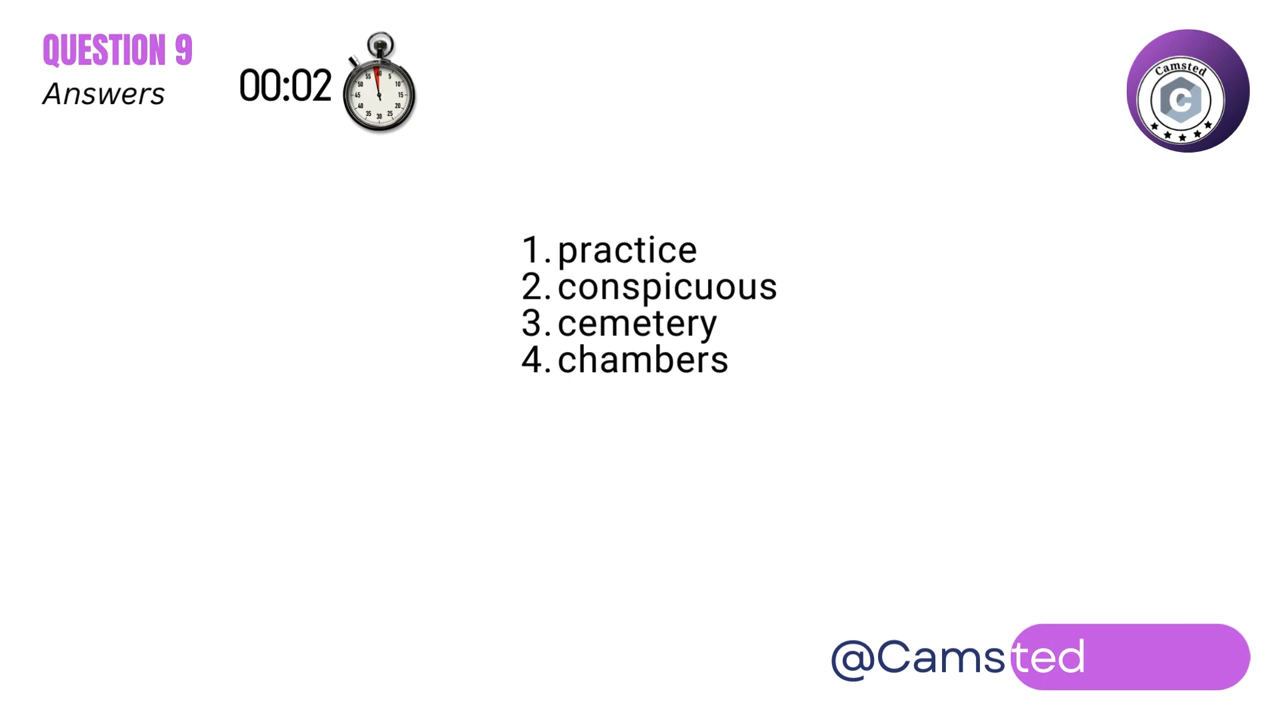 QUESTION 9
Answers
00:02
Camsted
C
1. practice
2. conspicuous
3. cemetery
4. chambers
@Camsted